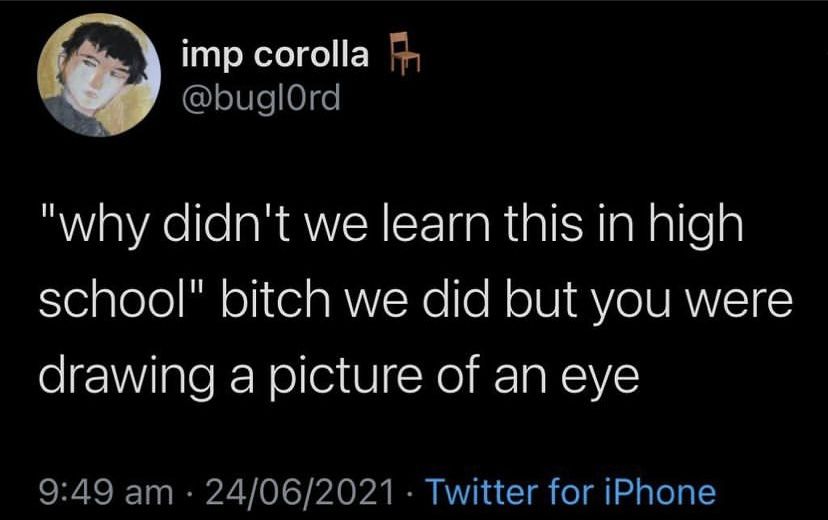 imp corolla 🪑
@bugl0rd
"why didn't we learn this in high
school" bitch we did but you were
drawing a picture of an eye
9:49 am · 24/06/2021 · Twitter for iPhone